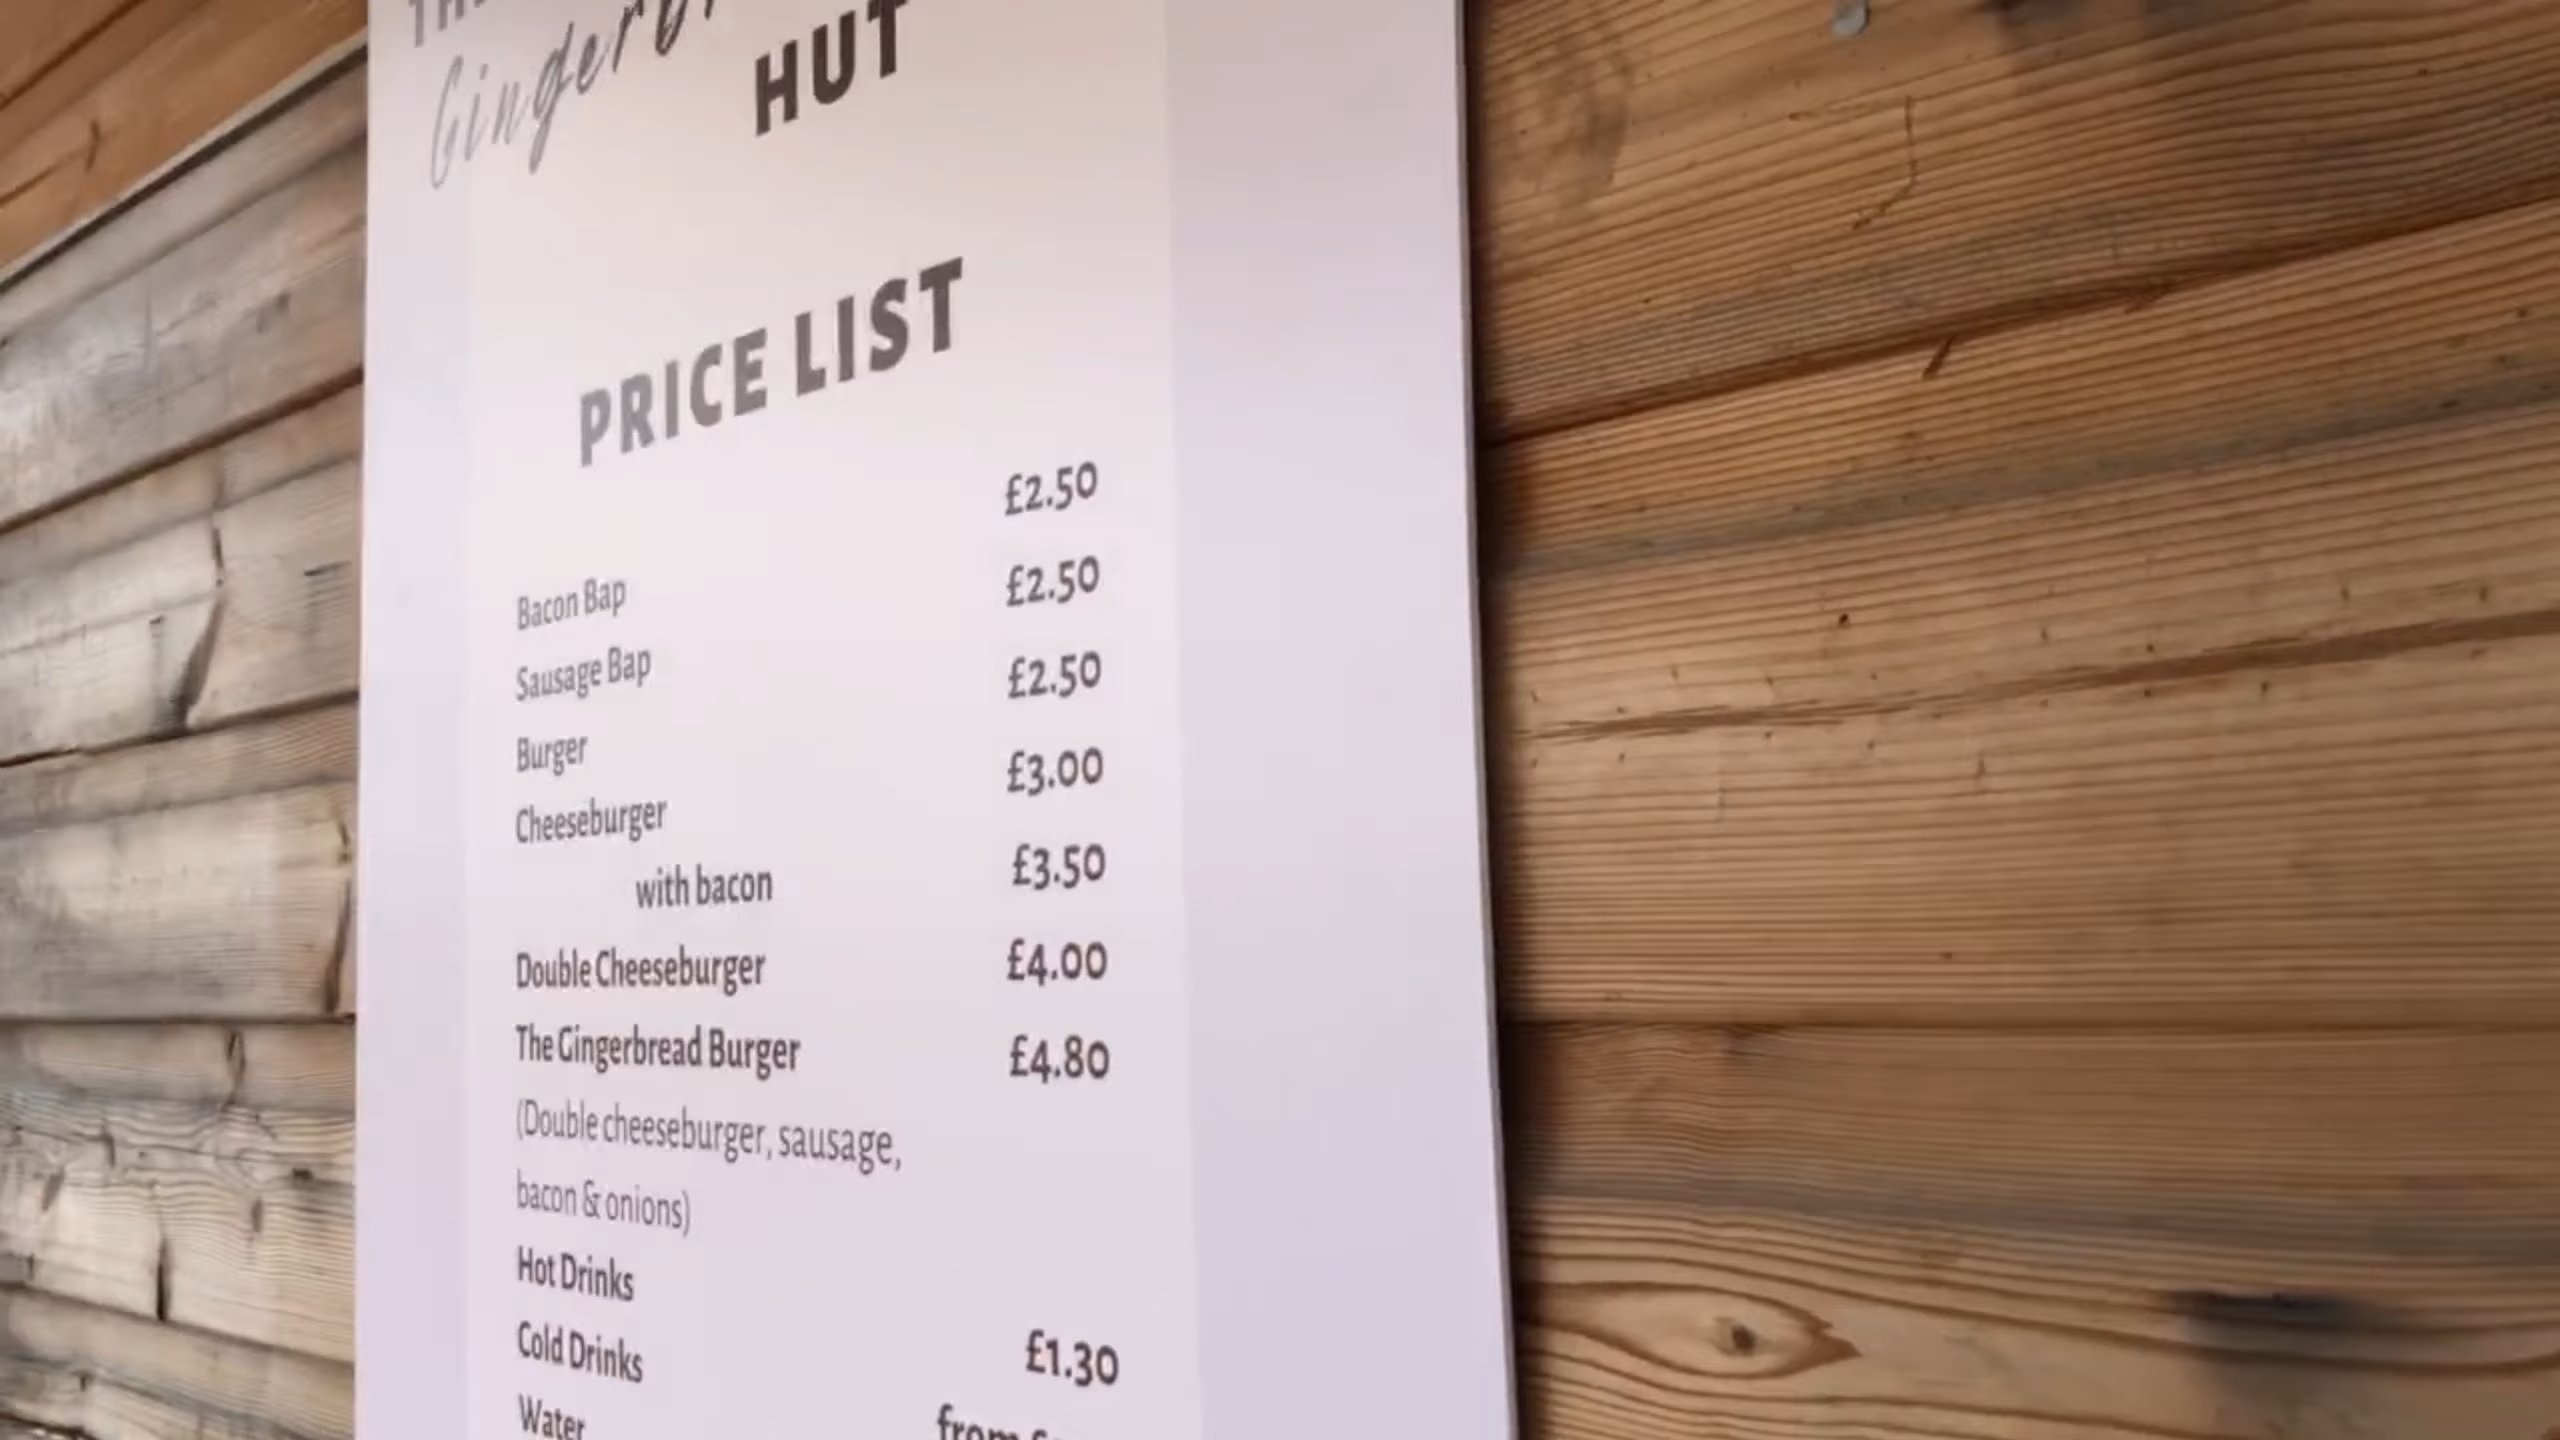 HUT
PRICE LIST
Bacon Bap £2.50
Sausage Bap £2.50
Burger £2.50
Cheeseburger £3.00
with bacon £3.50
Double Cheeseburger £4.00
The Gingerbread Burger £4.80
(Double cheeseburger, sausage,
bacon & onions)
Hot Drinks £1.30
Cold Drinks from
Water